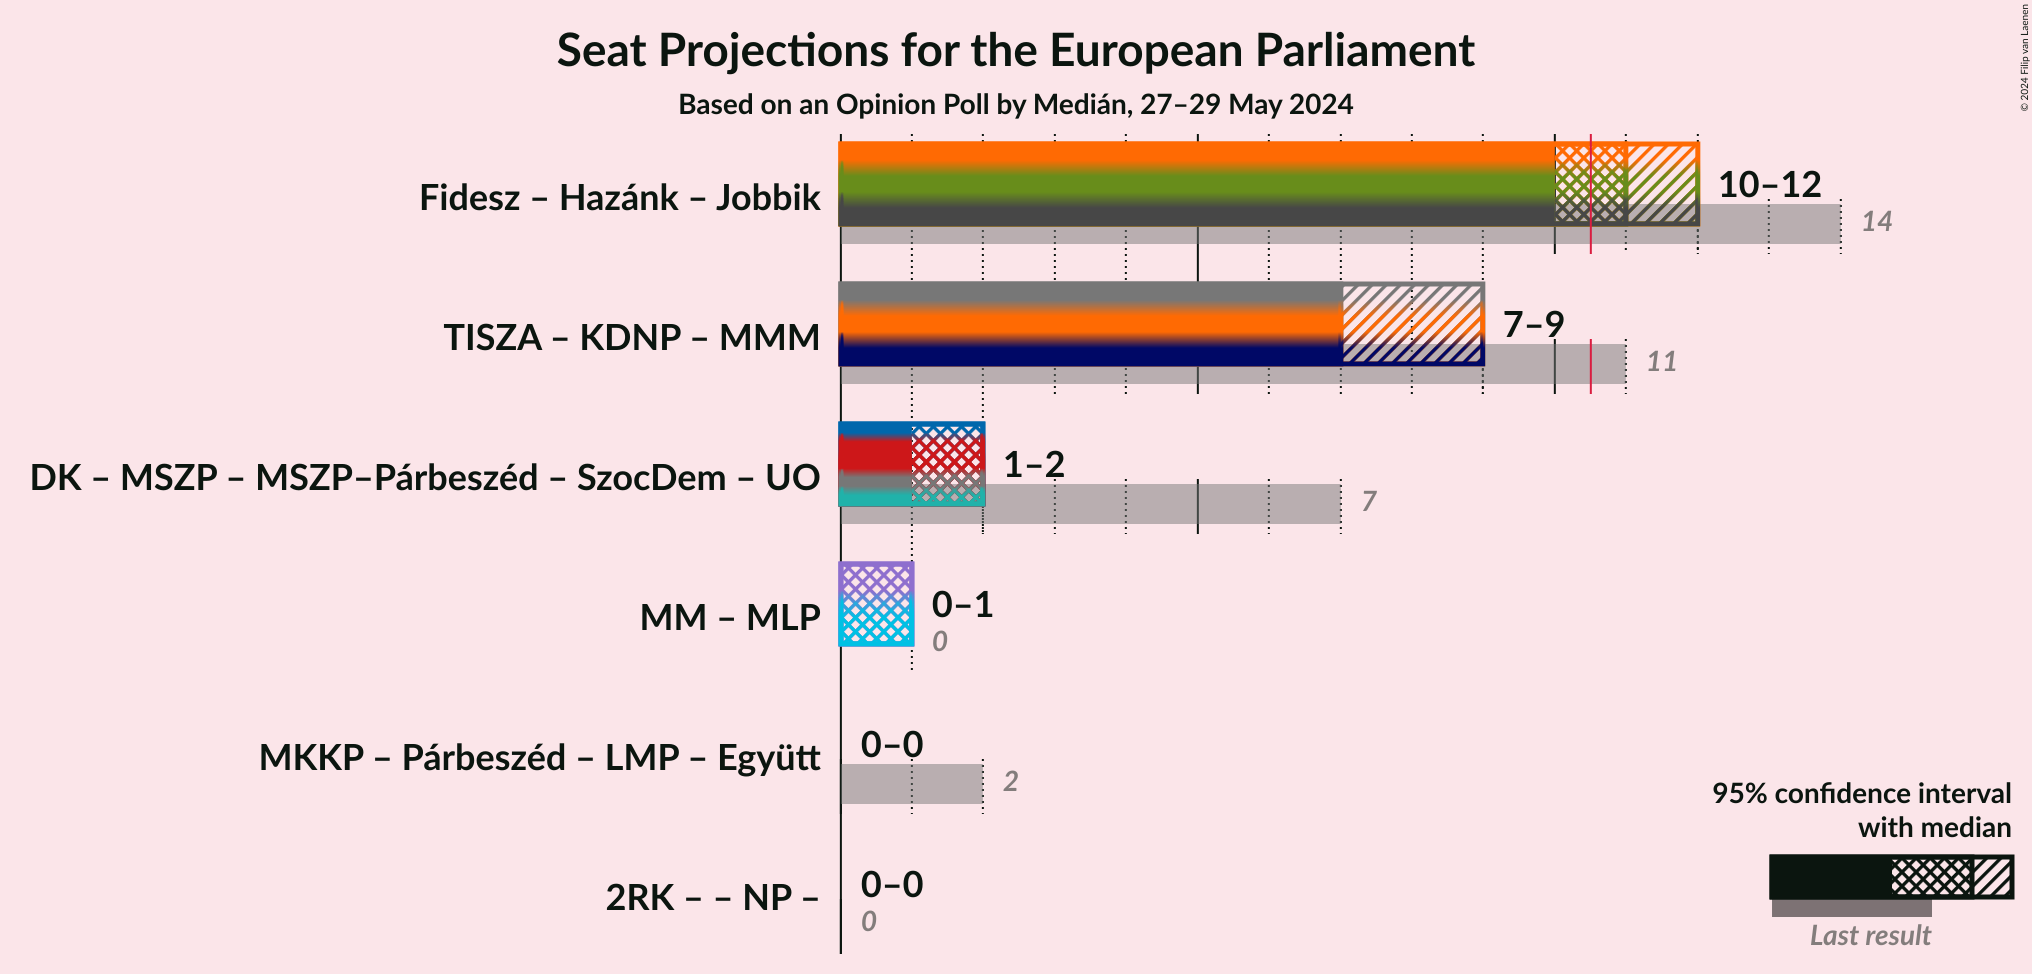 Seat Projections for the European Parliament
Based on an Opinion Poll by Medián, 27–29 May 2024
© 2024 Filip van Laenen
Fidesz – Hazánk – Jobbik
10–12
14
TISZA – KDNP – MMM
7–9
11
DK – MSZP – MSZP–Párbeszéd – SzocDem – UO
1–2
7
MM – MLP
0–1
0
MKKP – Párbeszéd – LMP – Együtt
0–0
2
2RK – – NP –
0–0
0
95% confidence interval
with median
Last result